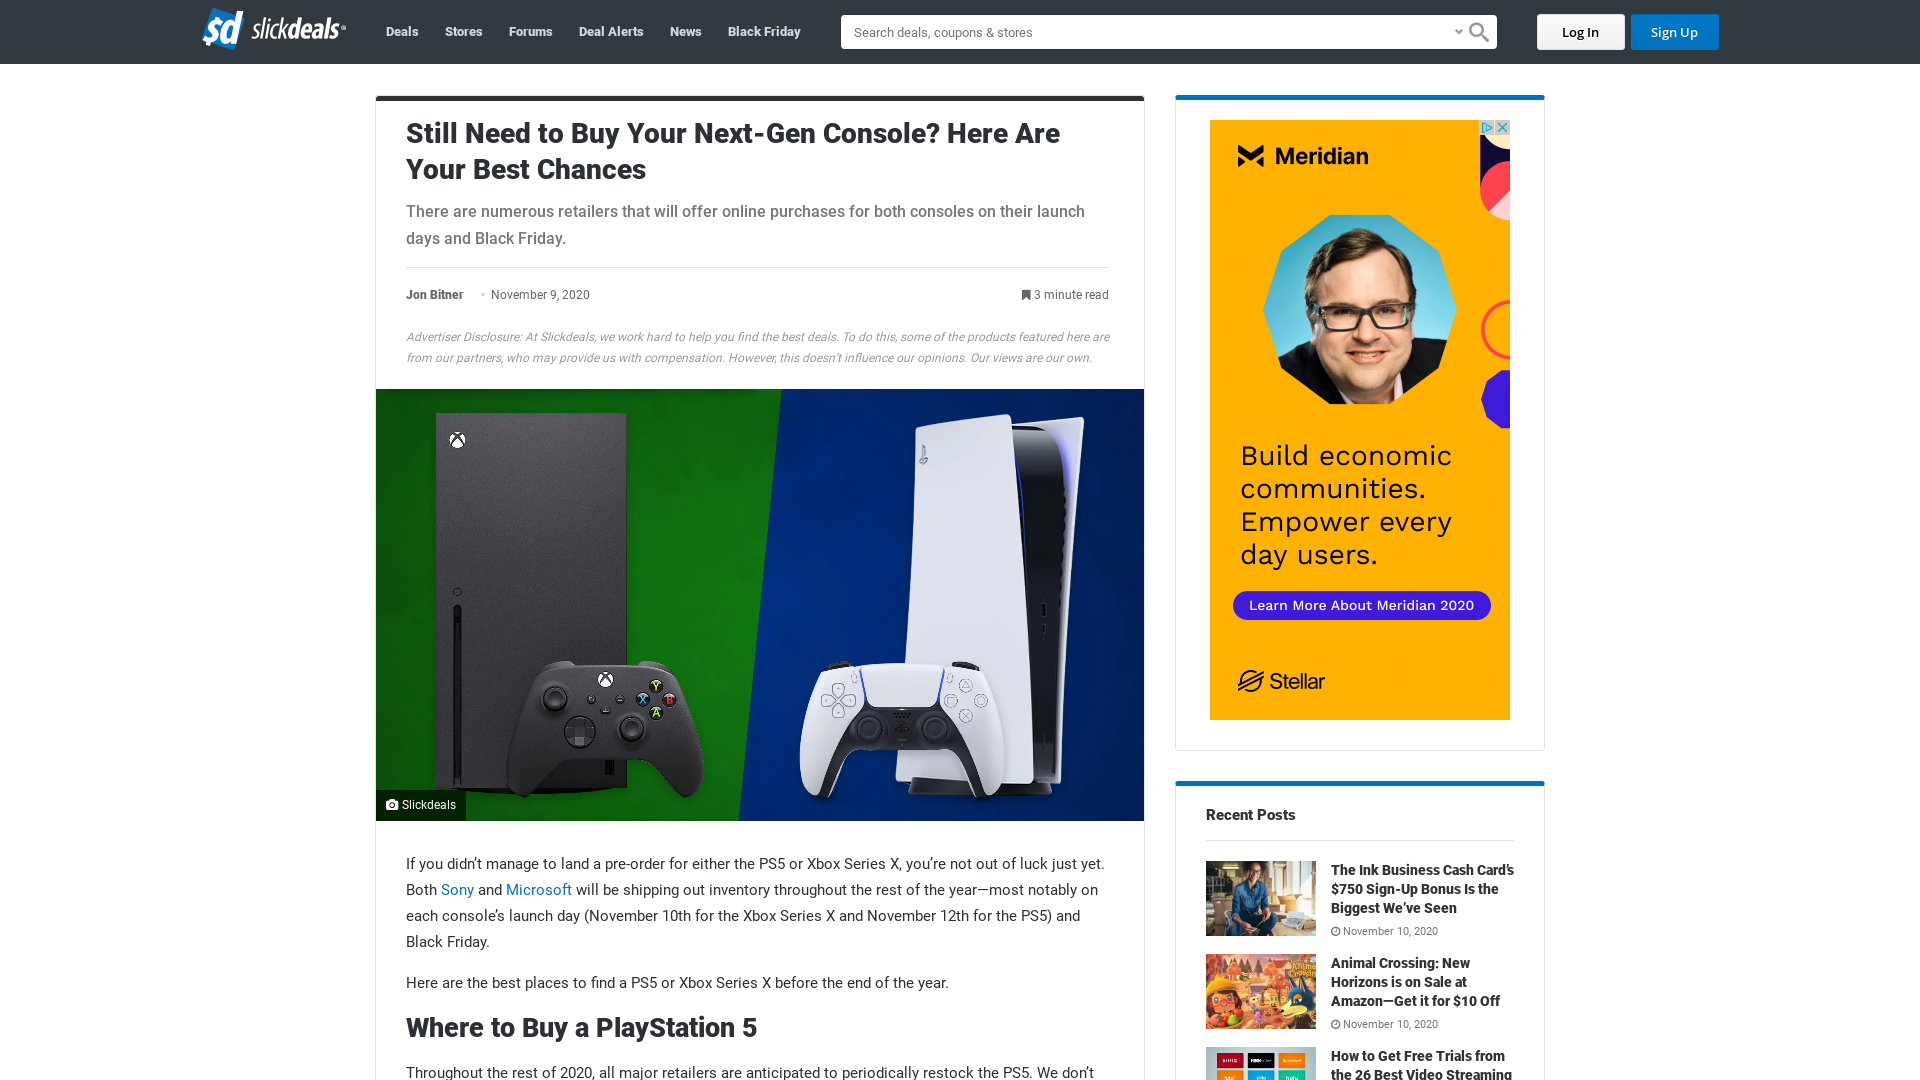 sd slickdeals
Deals
Stores
Forums
Deal Alerts
News
Black Friday
Search deals, coupons & stores
Log In
Sign Up
Still Need to Buy Your Next-Gen Console? Here Are
Your Best Chances
There are numerous retailers that will offer online purchases for both consoles on their launch
days and Black Friday.
Jon Bitner • November 9, 2020
3 minute read
Advertiser Disclosure: At Slickdeals, we work hard to help you find the best deals. To do this, some of the products featured here are
from our partners, who may provide us with compensation. However, this doesn’t influence our opinions. Our views are our own.
Y
X
B
A
Slickdeals
If you didn’t manage to land a pre-order for either the PS5 or Xbox Series X, you’re not out of luck just yet.
Both Sony and Microsoft will be shipping out inventory throughout the rest of the year—most notably on
each console’s launch day (November 10th for the Xbox Series X and November 12th for the PS5) and
Black Friday.
Here are the best places to find a PS5 or Xbox Series X before the end of the year.
Where to Buy a PlayStation 5
Throughout the rest of 2020, all major retailers are anticipated to periodically restock the PS5. We don’t
Meridian
Build economic
communities.
Empower every
day users.
Learn More About Meridian 2020
Stellar
Recent Posts
The Ink Business Cash Card’s
$750 Sign-Up Bonus Is the
Biggest We’ve Seen
November 10, 2020
Animal Crossing: New
Horizons is on Sale at
Amazon—Get it for $10 Off
November 10, 2020
How to Get Free Trials from
the 26 Best Video Streaming